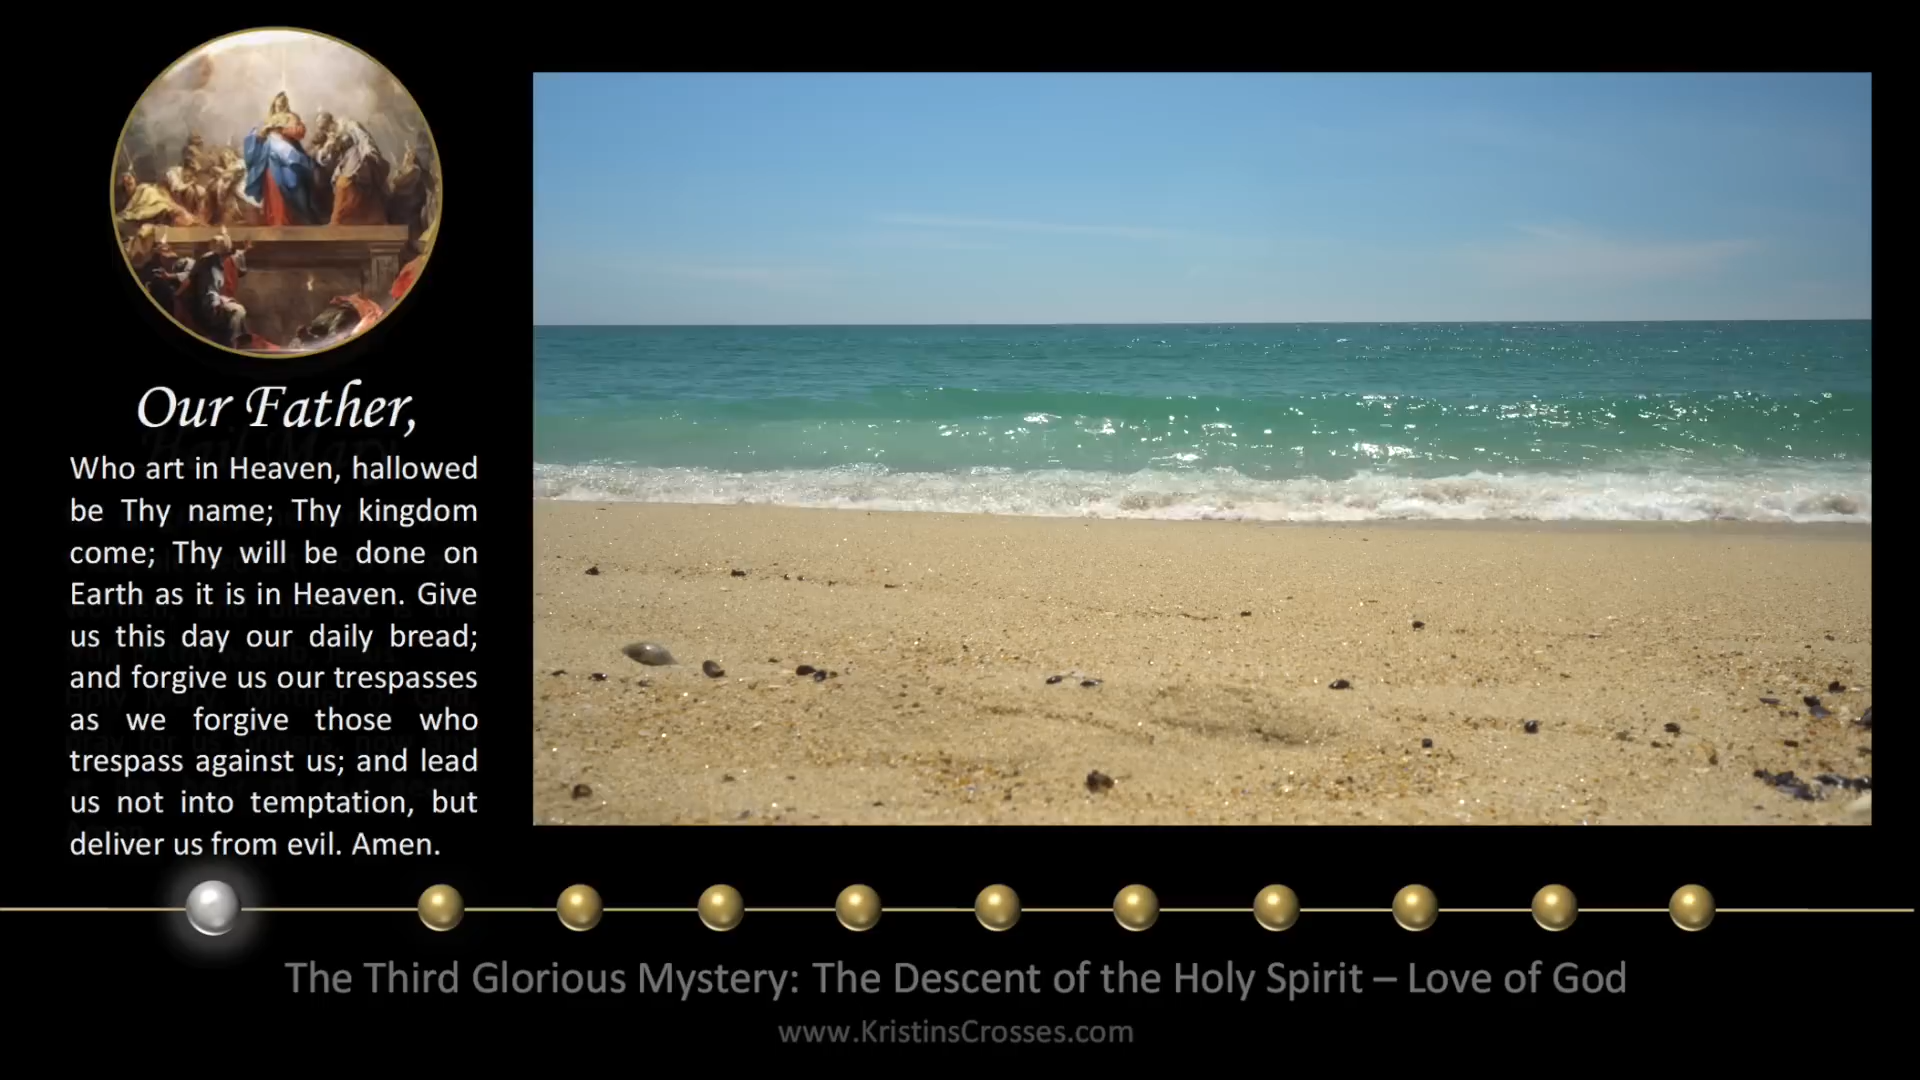 Our Father,
Who art in Heaven, hallowed
be Thy name; Thy kingdom
come; Thy will be done on
Earth as it is in Heaven. Give
us this day our daily bread;
and forgive us our trespasses
as we forgive those who
trespass against us; and lead
us not into temptation, but
deliver us from evil. Amen.
The Third Glorious Mystery: The Descent of the Holy Spirit – Love of God
www.KristinsCrosses.com